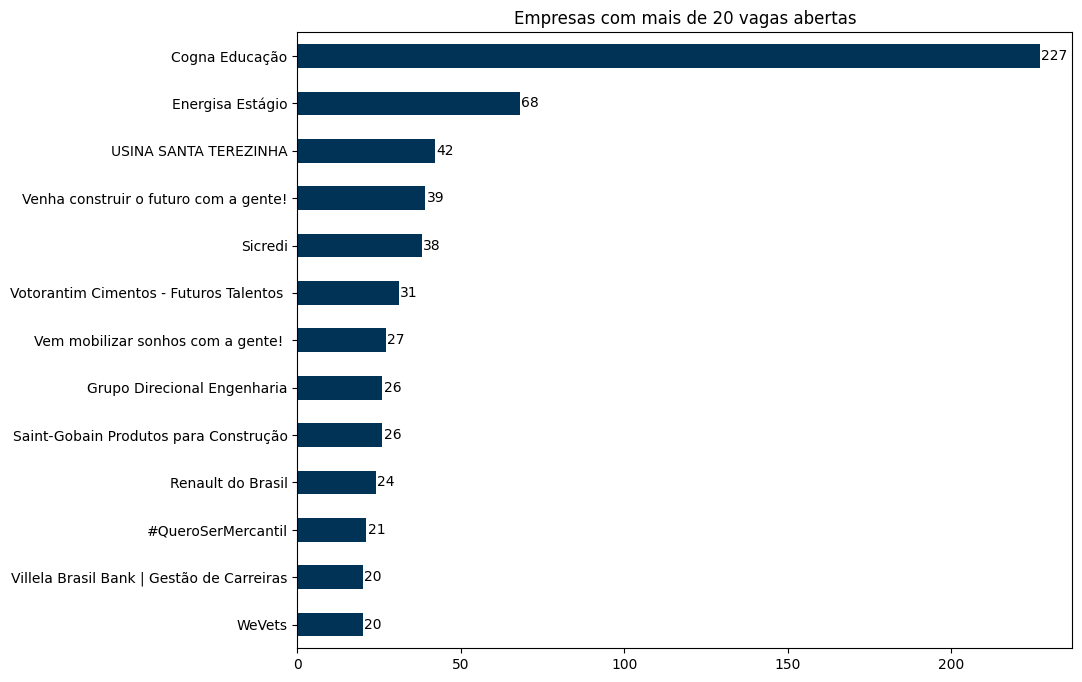 Empresas com mais de 20 vagas abertas
Cogna Educação 227
Energisa Estágio 68
USINA SANTA TEREZINHA 42
Venha construir o futuro com a gente! 39
Sicredi 38
Votorantim Cimentos - Futuros Talentos 31
Vem mobilizar sonhos com a gente! 27
Grupo Direcional Engenharia 26
Saint-Gobain Produtos para Construção 26
Renault do Brasil 24
#QueroSerMercantil 21
Villela Brasil Bank | Gestão de Carreiras 20
WeVets 20
0 50 100 150 200